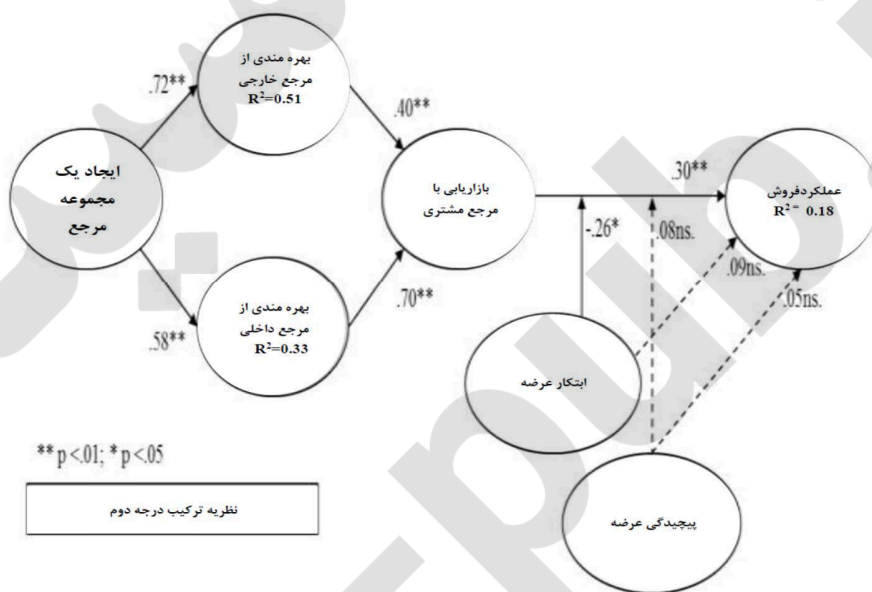 بهره مندی از
مرجع خارجی
R²=0.51
.72**
.40**
ایجاد یک
مجموعه
مرجع
بازاریابی با
مرجع مشتری
.30**
عملکردفروش
R² = 0.18
-.26*
.08ns.
.09ns.
.05ns.
.58**
بهره مندی از
مرجع داخلی
R²=0.33
.70**
ابتکار عرضه
** p <.01; * p <.05
نظریه ترکیب درجه دوم
پیچیدگی عرضه